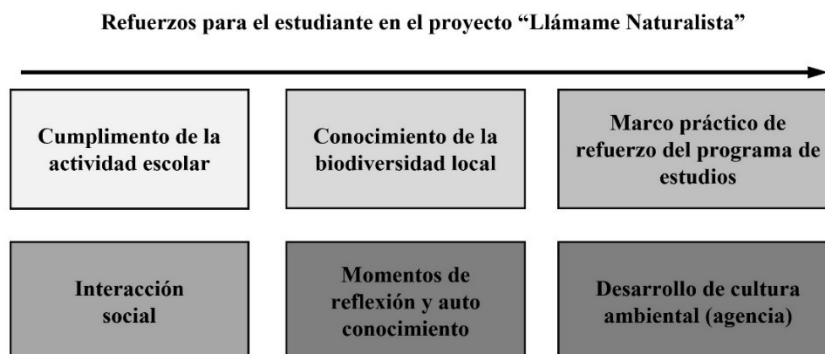 Refuerzos para el estudiante en el proyecto “Llámame Naturalista”
Cumplimento de la
actividad escolar
Conocimiento de la
biodiversidad local
Marco práctico de
refuerzo del programa de
estudios
Interacción
social
Momentos de
reflexión y auto
conocimiento
Desarrollo de cultura
ambiental (agencia)